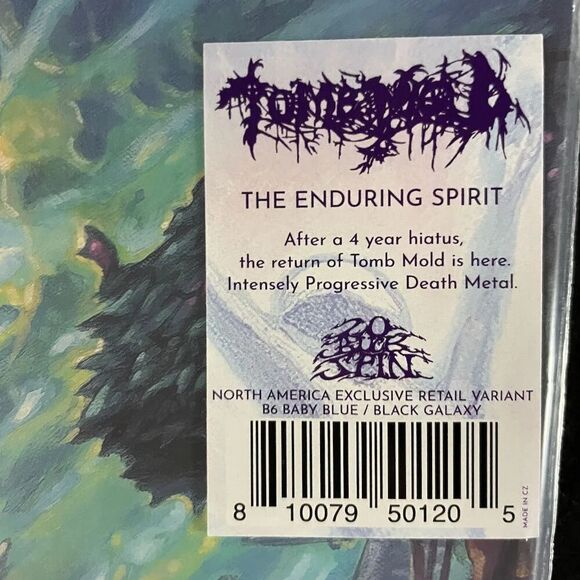 TOMB MOLD
THE ENDURING SPIRIT
After a 4 year hiatus,
the return of Tomb Mold is here.
Intensely Progressive Death Metal.
20
BUCK
SPIN
NORTH AMERICA EXCLUSIVE RETAIL VARIANT
B6 BABY BLUE / BLACK GALAXY
8 10079 50120 5
MADE IN CZ